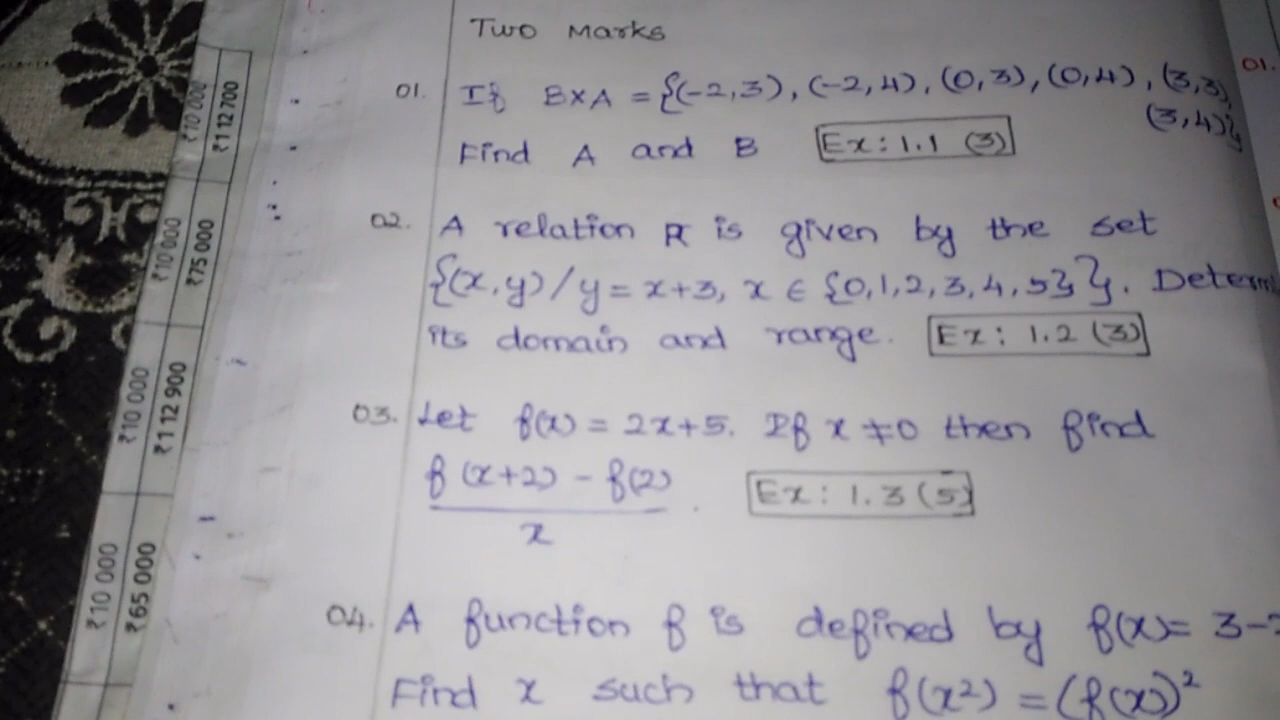 Two Marks
01. If B×A = {(-2,3), (-2,4), (0,3), (0,4), (3,3),
(3,4)}
Find A and B Ex: 1.1 (3)
02. A relation R is given by the set
{(x,y)/y = x+3, x ∈ {0,1,2,3,4,5}}. Determ
its domain and range. Ex: 1.2 (3)
03. Let f(x) = 2x+5. If x ≠ 0 then find
f(x+2) - f(2)
x
Ex: 1.3 (5)
04. A function f is defined by f(x) = 3-
Find x such that f(x²) = (f(x))²
01.
₹10 000
₹1 12 700
₹10 000
₹75 000
₹10 000
₹1 12 900
₹10 000
₹65 000